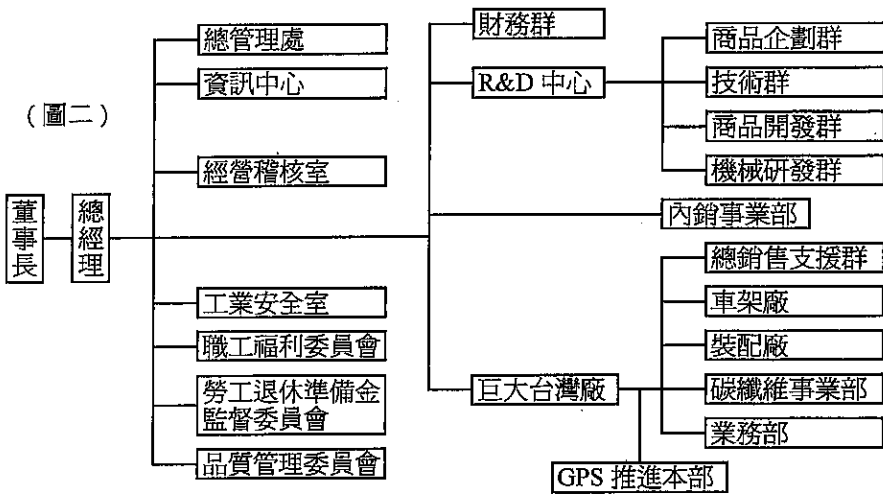 （圖二）
董事長
總經理
總管理處
資訊中心
經營稽核室
工業安全室
職工福利委員會
勞工退休準備金
監督委員會
品質管理委員會
財務群
R&D 中心
商品企劃群
技術群
商品開發群
機械研發群
內銷事業部
巨大台灣廠
總銷售支援群
車架廠
裝配廠
碳纖維事業部
業務部
GPS 推進本部